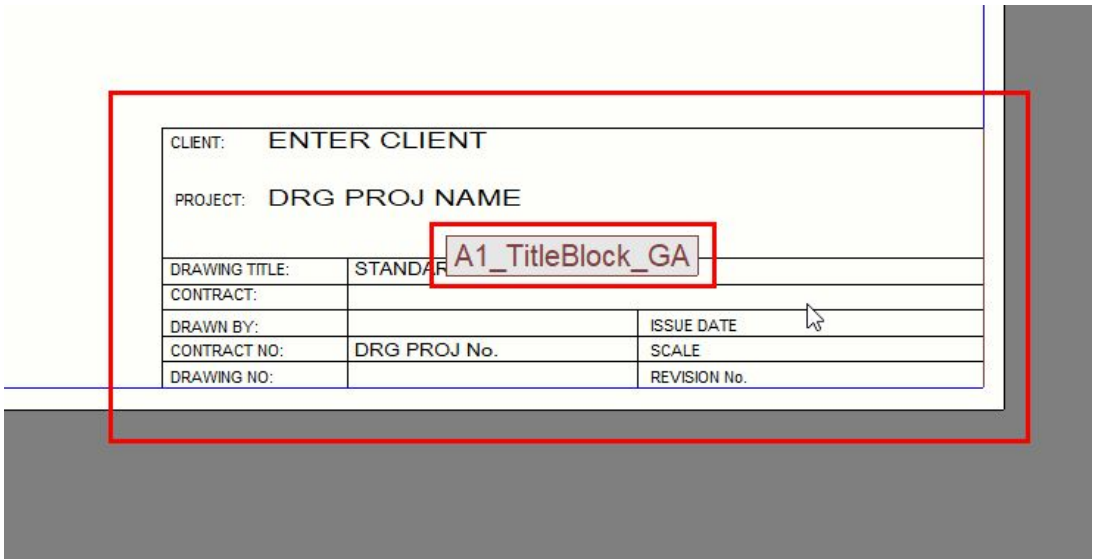 CLIENT: ENTER CLIENT
PROJECT: DRG PROJ NAME
A1_TitleBlock_GA
DRAWING TITLE:
CONTRACT:
DRAWN BY: ISSUE DATE
CONTRACT NO: DRG PROJ No. SCALE
DRAWING NO: REVISION No.